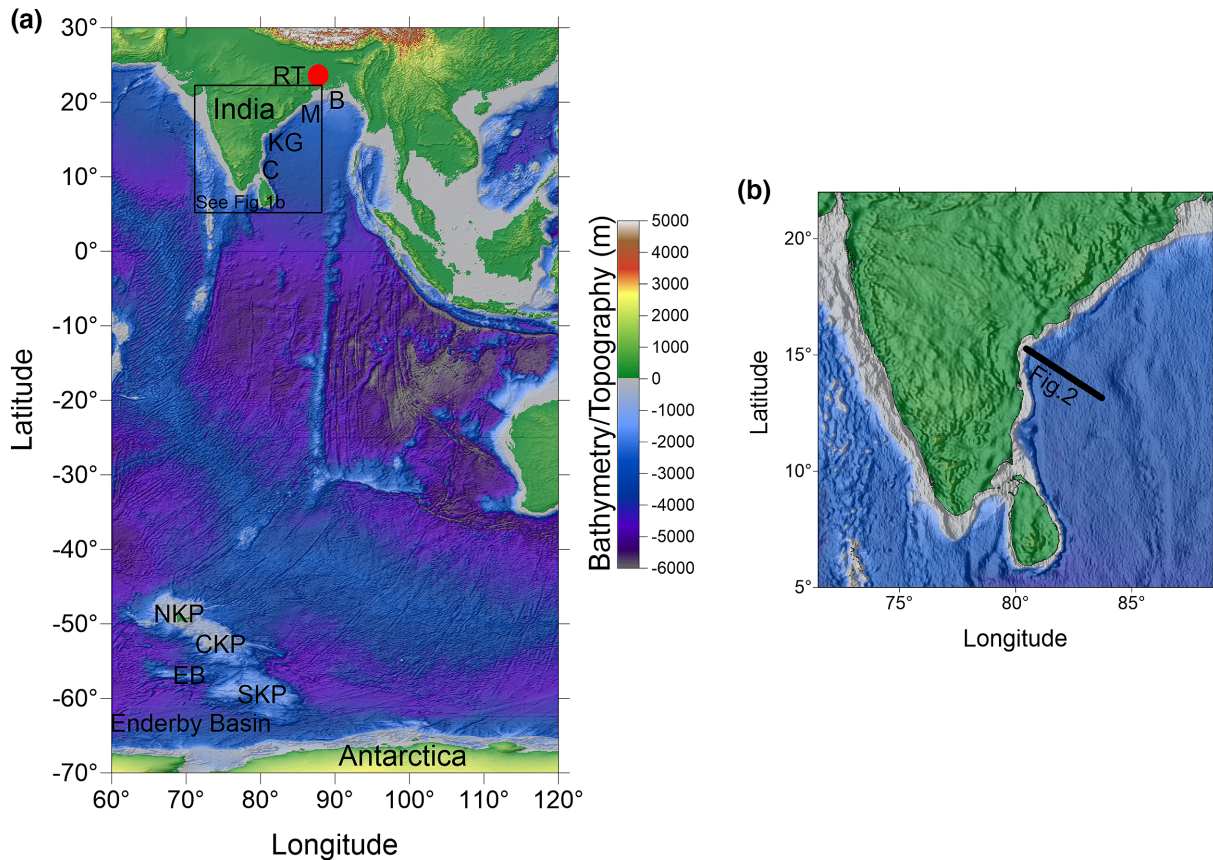 (a)
30°
20°
10°
0°
-10°
-20°
-30°
-40°
-50°
-60°
-70°
Latitude
60° 70° 80° 90° 100° 110° 120°
Longitude
RT
B
India
M
KG
C
See Fig.1b
NKP
CKP
EB
SKP
Enderby Basin
Antarctica
Bathymetry/Topography (m)
5000
4000
3000
2000
1000
0
-1000
-2000
-3000
-4000
-5000
-6000
(b)
20°
15°
10°
5°
Latitude
75° 80° 85°
Longitude
Fig.2